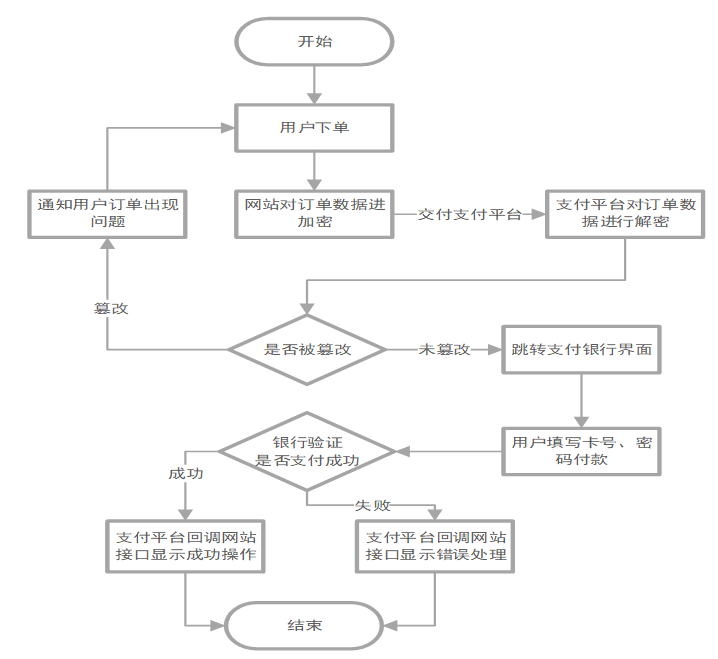 开始
用户下单
通知用户订单出现
问题
网站对订单数据进
加密
交付支付平台
支付平台对订单数
据进行解密
篡改
是否被篡改
未篡改
跳转支付银行界面
用户填写卡号、密
码付款
银行验证
是否支付成功
成功
失败
支付平台回调网站
接口显示成功操作
支付平台回调网站
接口显示错误处理
结束